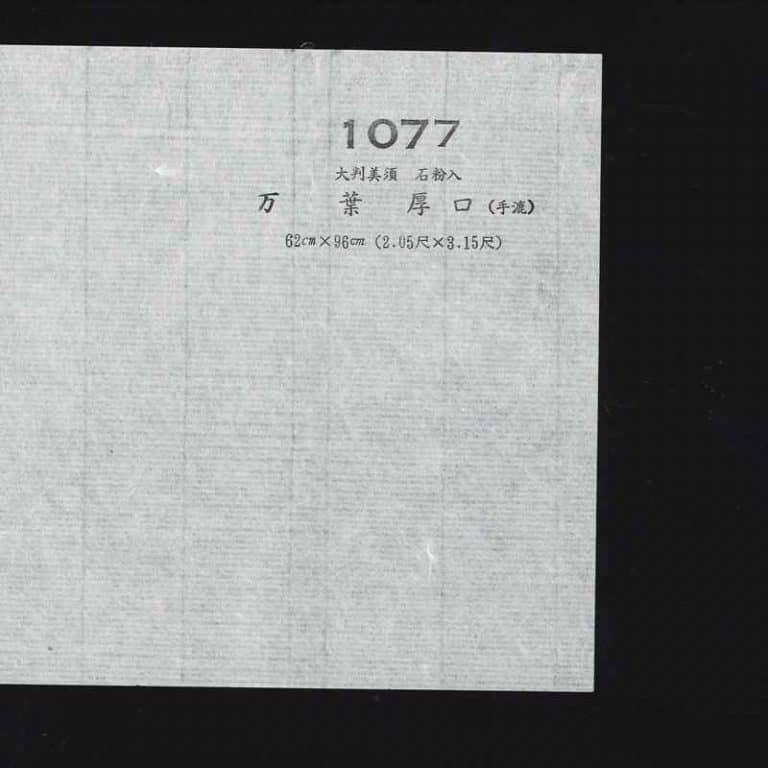 1077
大判美須　石粉入
万　葉　厚口 (手漉)
62cm×96cm (2.05尺×3.15尺)